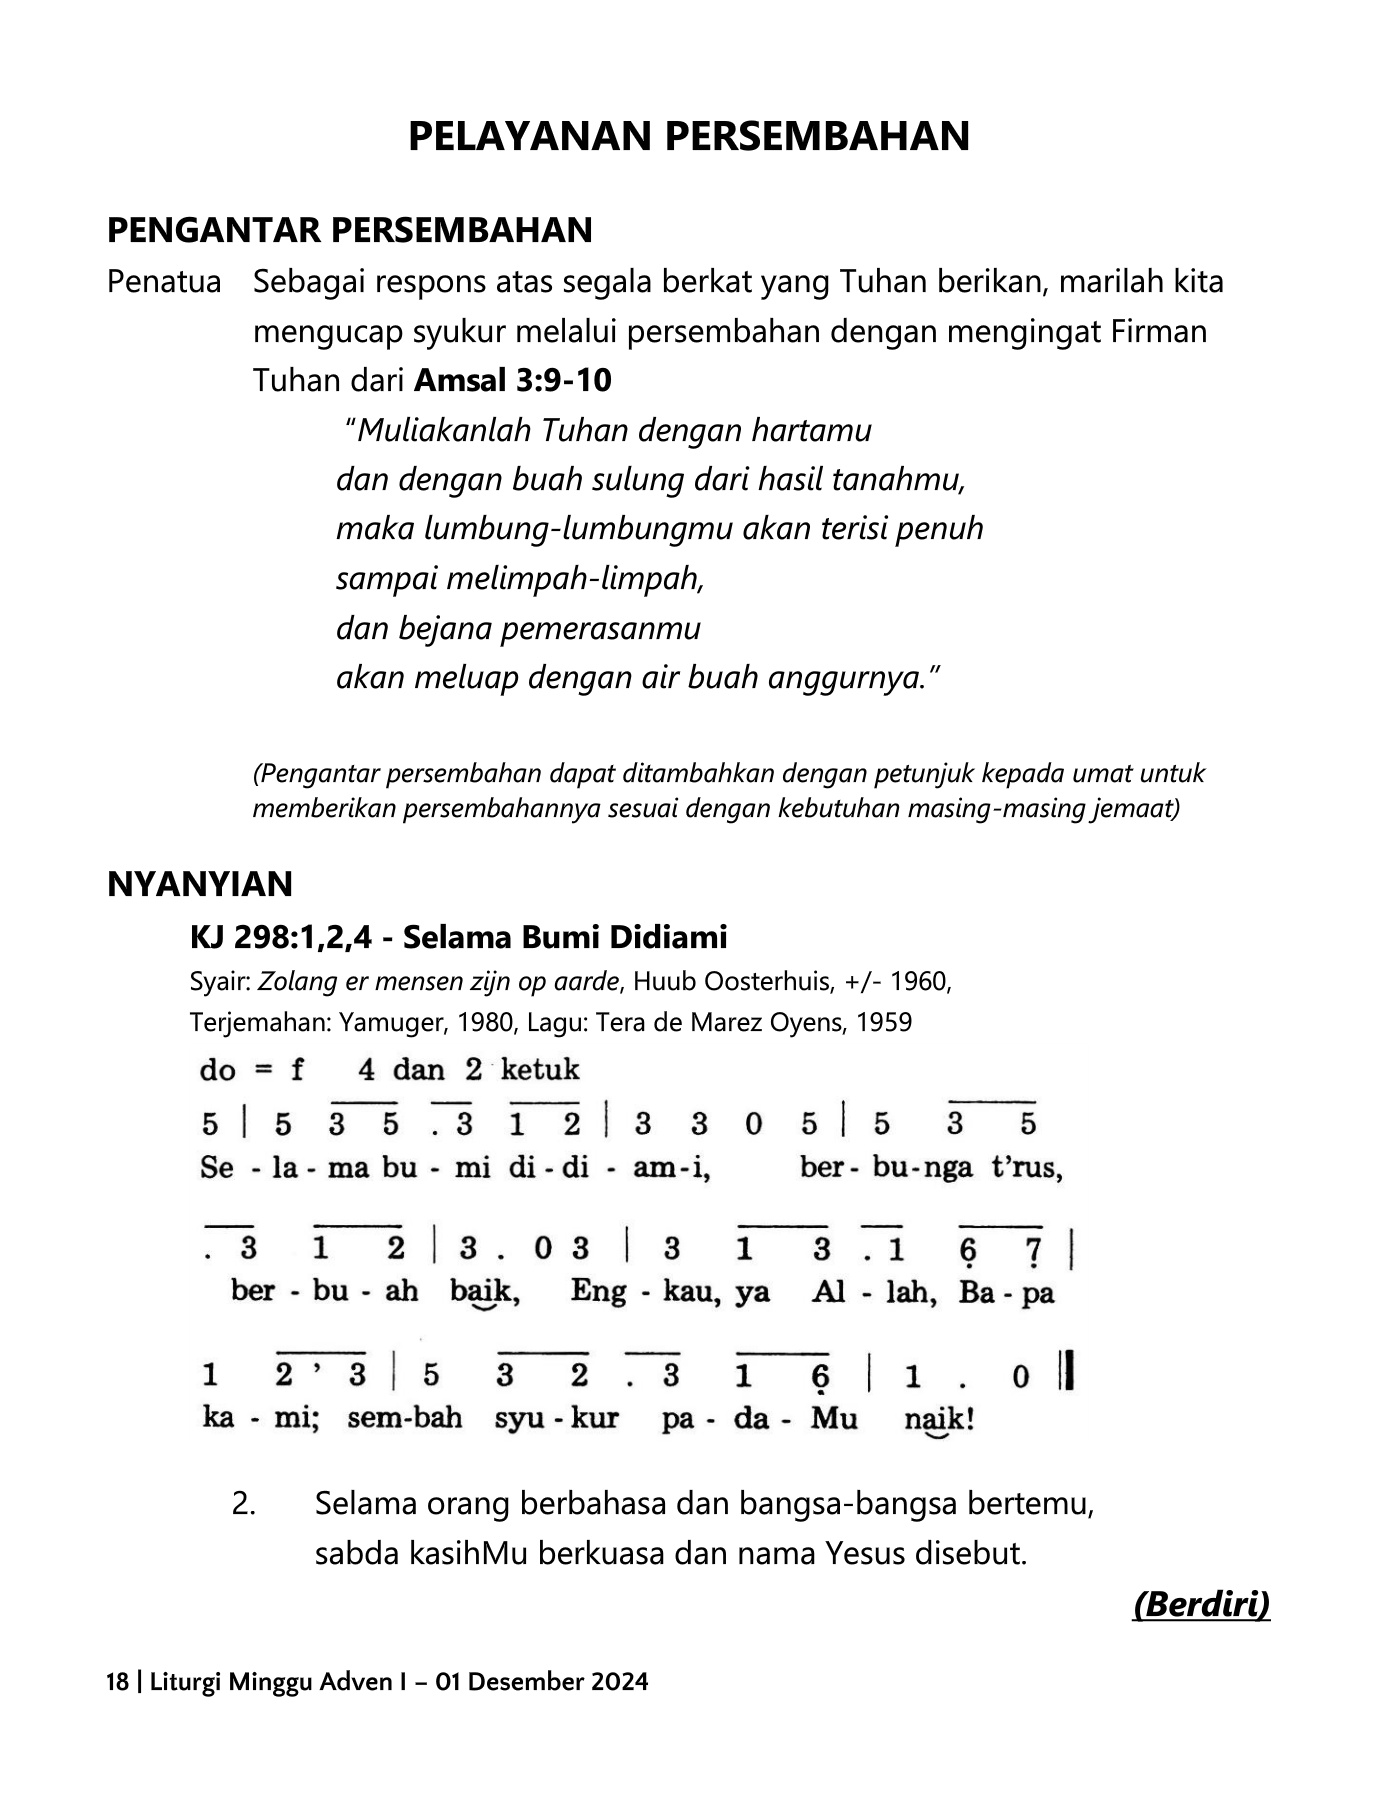 PELAYANAN PERSEMBAHAN
PENGANTAR PERSEMBAHAN
Penatua Sebagai respons atas segala berkat yang Tuhan berikan, marilah kita
mengucap syukur melalui persembahan dengan mengingat Firman
Tuhan dari Amsal 3:9-10
“Muliakanlah Tuhan dengan hartamu
dan dengan buah sulung dari hasil tanahmu,
maka lumbung-lumbungmu akan terisi penuh
sampai melimpah-limpah,
dan bejana pemerasanmu
akan meluap dengan air buah anggurnya.”
(Pengantar persembahan dapat ditambahkan dengan petunjuk kepada umat untuk
memberikan persembahannya sesuai dengan kebutuhan masing-masing jemaat)
NYANYIAN
KJ 298:1,2,4 - Selama Bumi Didiami
Syair: Zolang er mensen zijn op aarde, Huub Oosterhuis, +/- 1960,
Terjemahan: Yamuger, 1980, Lagu: Tera de Marez Oyens, 1959
do = f 4 dan 2 ketuk
5 | 5 3 5 . 3 1 2 | 3 3 0 5 | 5 3 5
Se - la - ma bu - mi di - di - am - i, ber - bu - nga t’rus,
. 3 1 2 | 3 . 0 3 | 3 1 3 . 1 6̣ 7̣ |
ber - bu - ah baik, Eng - kau, ya Al - lah, Ba - pa
1 2 ’ 3 | 5 3 2 . 3 1 6̣ | 1 . 0 ||
ka - mi; sem-bah syu - kur pa - da - Mu naik!
2. Selama orang berbahasa dan bangsa-bangsa bertemu,
sabda kasihMu berkuasa dan nama Yesus disebut.
(Berdiri)
18 | Liturgi Minggu Adven I – 01 Desember 2024